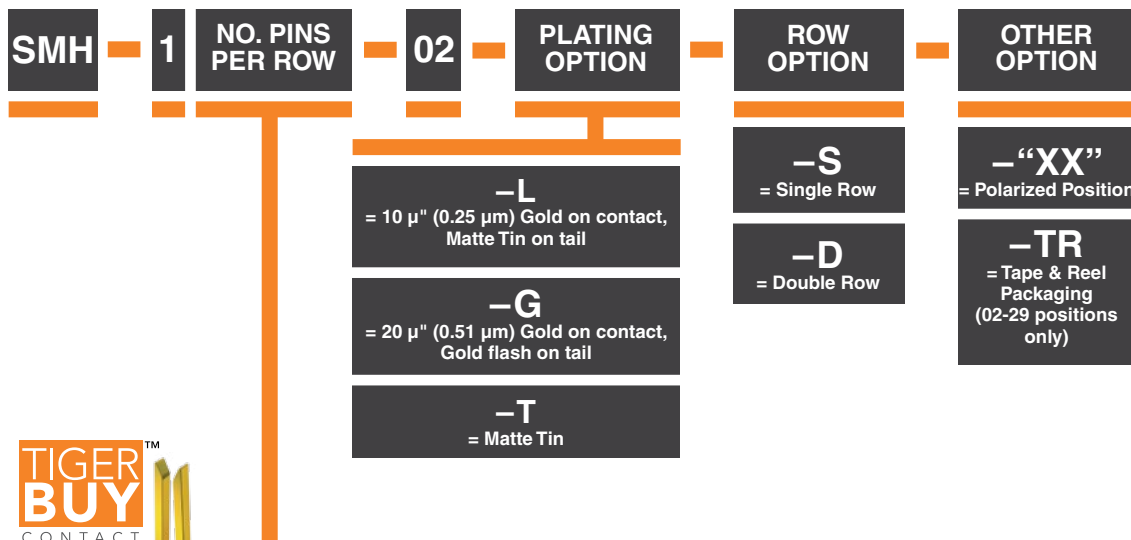 SMH
1
NO. PINS
PER ROW
02
PLATING
OPTION
ROW
OPTION
OTHER
OPTION
–L
= 10 µ" (0.25 µm) Gold on contact,
Matte Tin on tail
–G
= 20 µ" (0.51 µm) Gold on contact,
Gold flash on tail
–T
= Matte Tin
–S
= Single Row
–D
= Double Row
–“XX”
= Polarized Position
–TR
= Tape & Reel
Packaging
(02-29 positions
only)
TIGER™
BUY
CONTACT